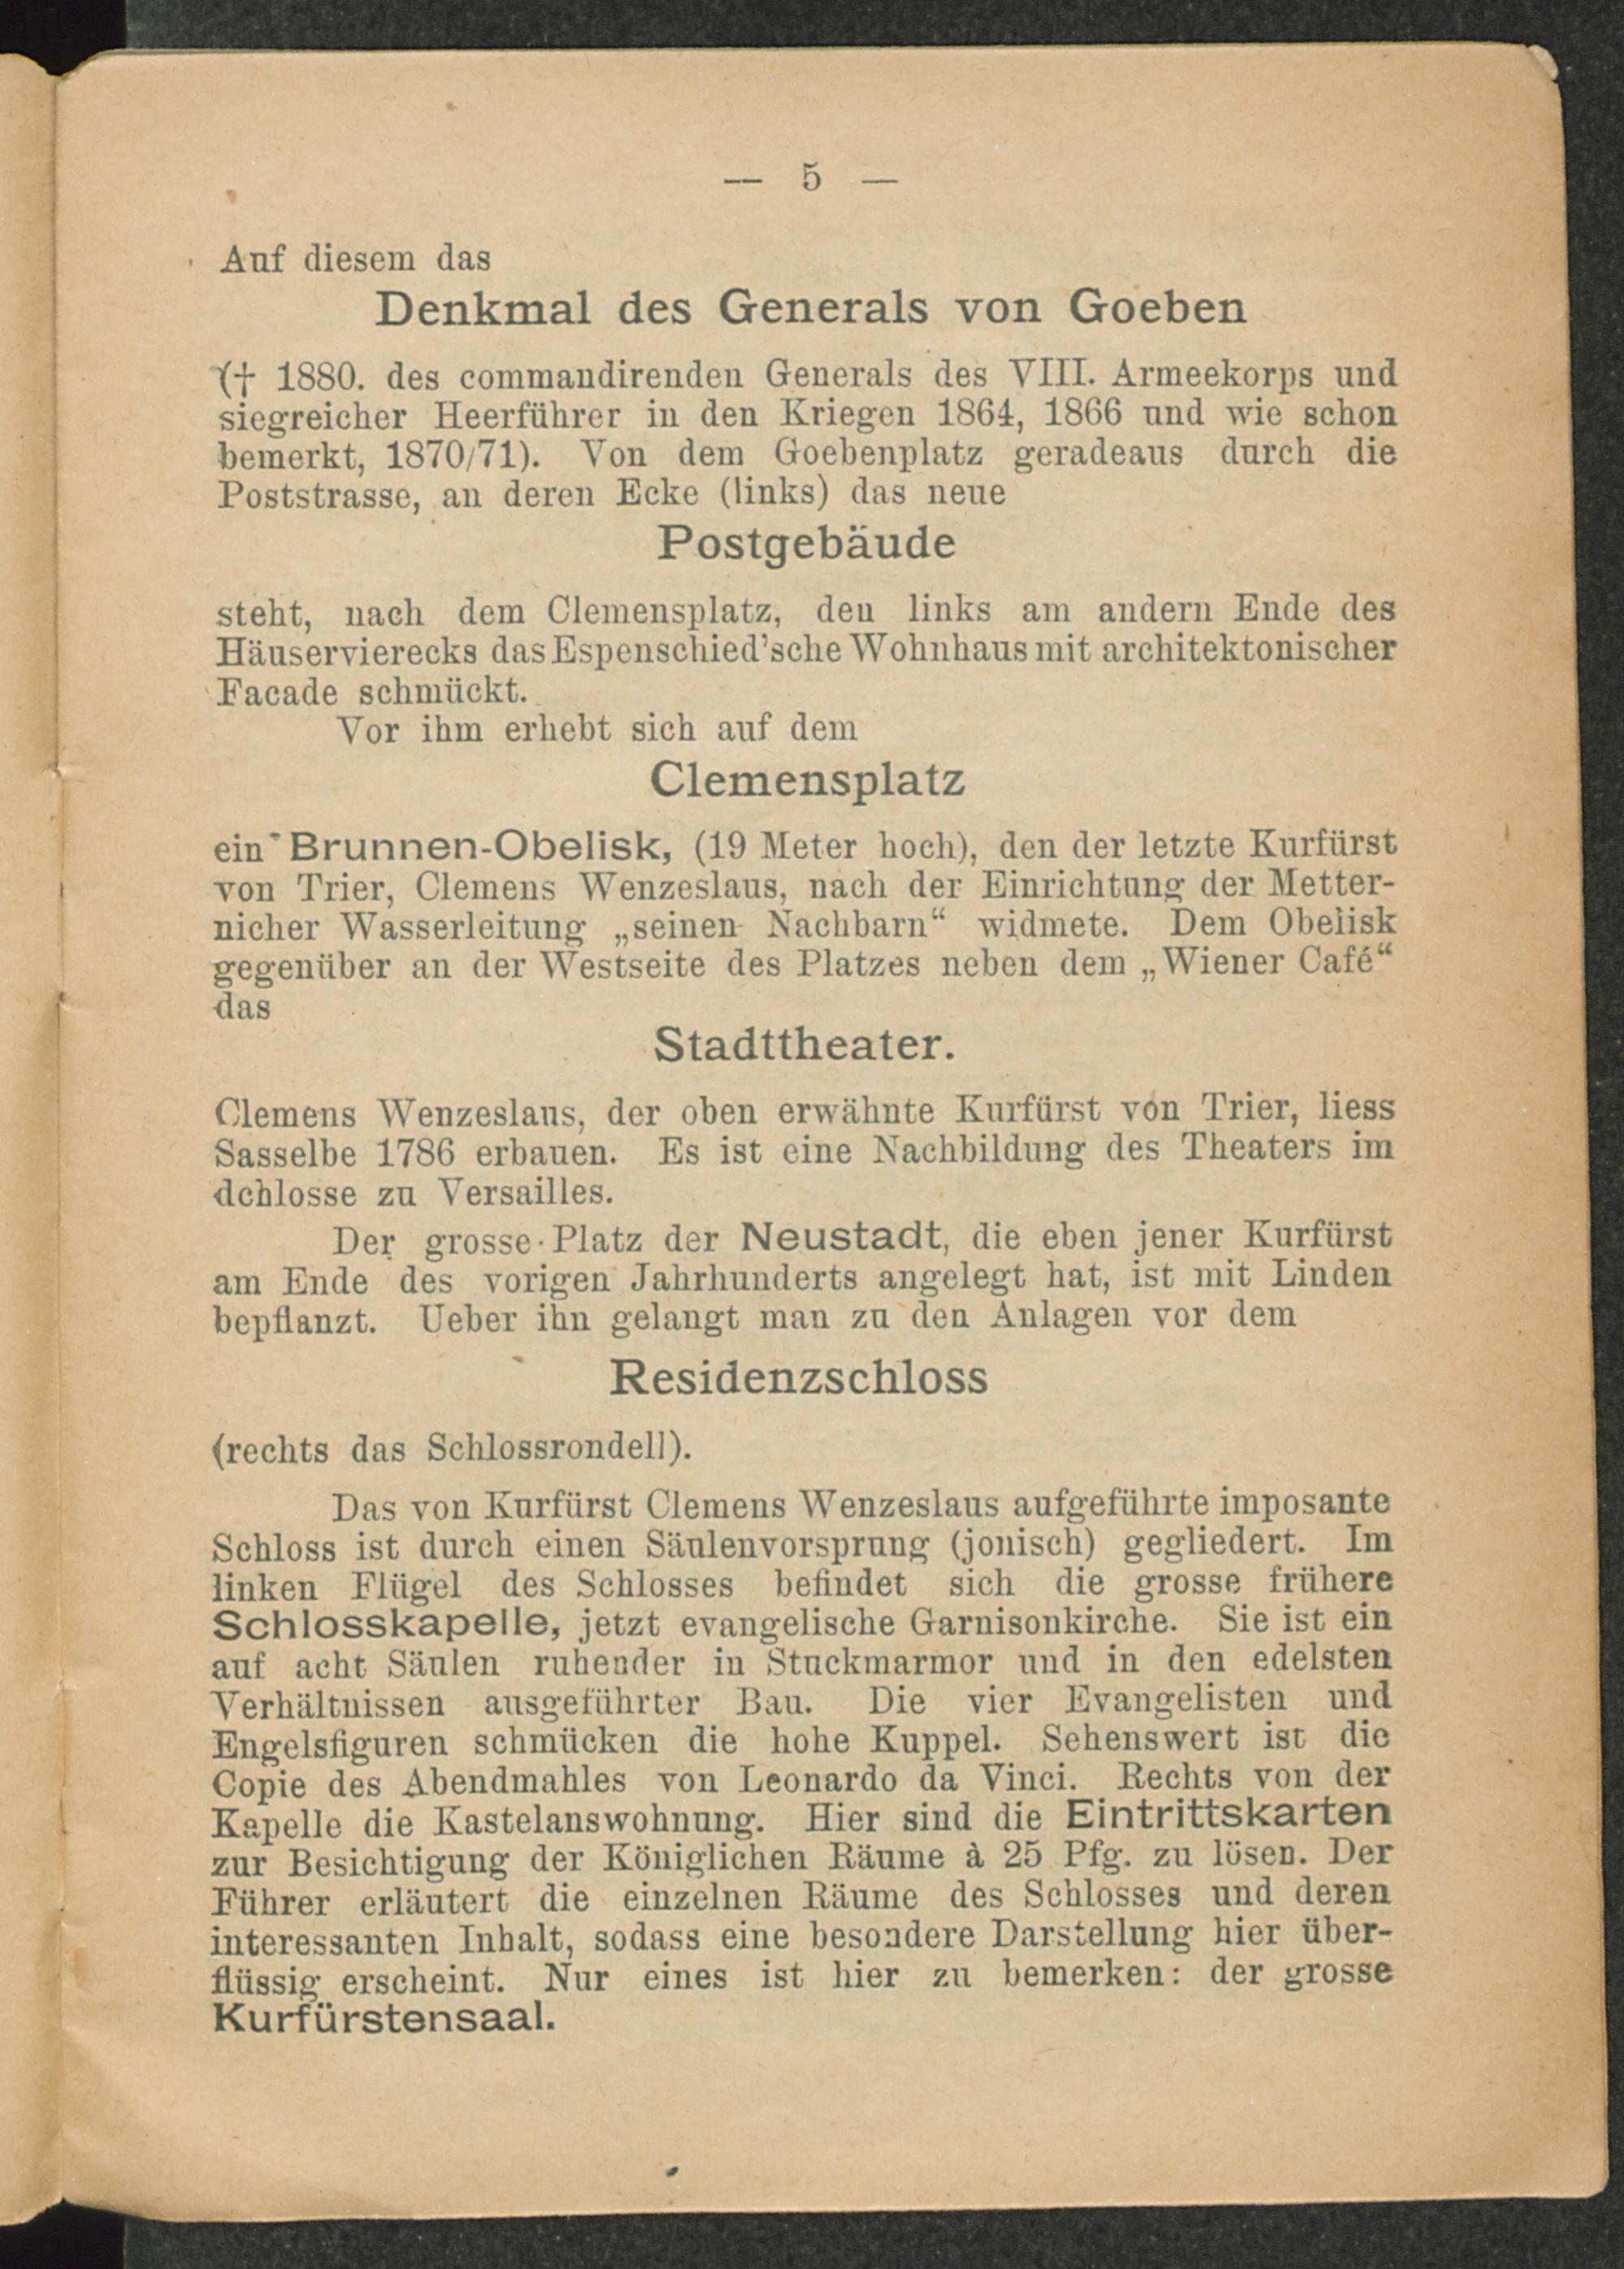 — 5 —
Auf diesem das
Denkmal des Generals von Goeben
(† 1880. des commandirenden Generals des VIII. Armeekorps und
siegreicher Heerführer in den Kriegen 1864, 1866 und wie schon
bemerkt, 1870/71). Von dem Goebenplatz geradeaus durch die
Poststrasse, an deren Ecke (links) das neue
Postgebäude
steht, nach dem Clemensplatz, den links am andern Ende des
Häuservierecks das Espenschied'sche Wohnhaus mit architektonischer
Facade schmückt.
Vor ihm erhebt sich auf dem
Clemensplatz
ein Brunnen-Obelisk, (19 Meter hoch), den der letzte Kurfürst
von Trier, Clemens Wenzeslaus, nach der Einrichtung der Metter-
nicher Wasserleitung „seinen Nachbarn“ widmete. Dem Obelisk
gegenüber an der Westseite des Platzes neben dem „Wiener Café“
das
Stadttheater.
Clemens Wenzeslaus, der oben erwähnte Kurfürst von Trier, liess
Sasselbe 1786 erbauen. Es ist eine Nachbildung des Theaters im
dchlosse zu Versailles.
Der grosse Platz der Neustadt, die eben jener Kurfürst
am Ende des vorigen Jahrhunderts angelegt hat, ist mit Linden
bepflanzt. Ueber ihn gelangt man zu den Anlagen vor dem
Residenzschloss
(rechts das Schlossrondell).
Das von Kurfürst Clemens Wenzeslaus aufgeführte imposante
Schloss ist durch einen Säulenvorsprung (jonisch) gegliedert. Im
linken Flügel des Schlosses befindet sich die grosse frühere
Schlosskapelle, jetzt evangelische Garnisonkirche. Sie ist ein
auf acht Säulen ruhender in Stuckmarmor und in den edelsten
Verhältnissen ausgeführter Bau. Die vier Evangelisten und
Engelsfiguren schmücken die hohe Kuppel. Sehenswert ist die
Copie des Abendmahles von Leonardo da Vinci. Rechts von der
Kapelle die Kastelanswohnung. Hier sind die Eintrittskarten
zur Besichtigung der Königlichen Räume à 25 Pfg. zu lösen. Der
Führer erläutert die einzelnen Räume des Schlosses und deren
interessanten Inhalt, sodass eine besondere Darstellung hier über-
flüssig erscheint. Nur eines ist hier zu bemerken: der grosse
Kurfürstensaal.